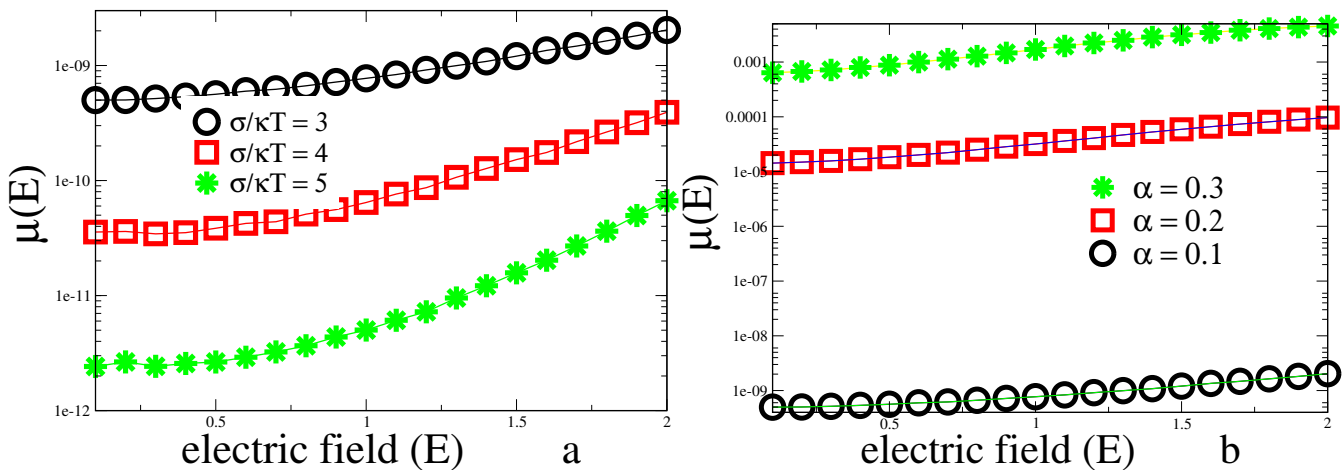 1e-09
1e-10
1e-11
1e-12
μ(E)
σ/κT = 3
σ/κT = 4
σ/κT = 5
0.5 1 1.5 2
electric field (E) a
0.001
0.0001
1e-05
1e-06
1e-07
1e-08
1e-09
μ(E)
α = 0.3
α = 0.2
α = 0.1
0.5 1 1.5 2
electric field (E) b